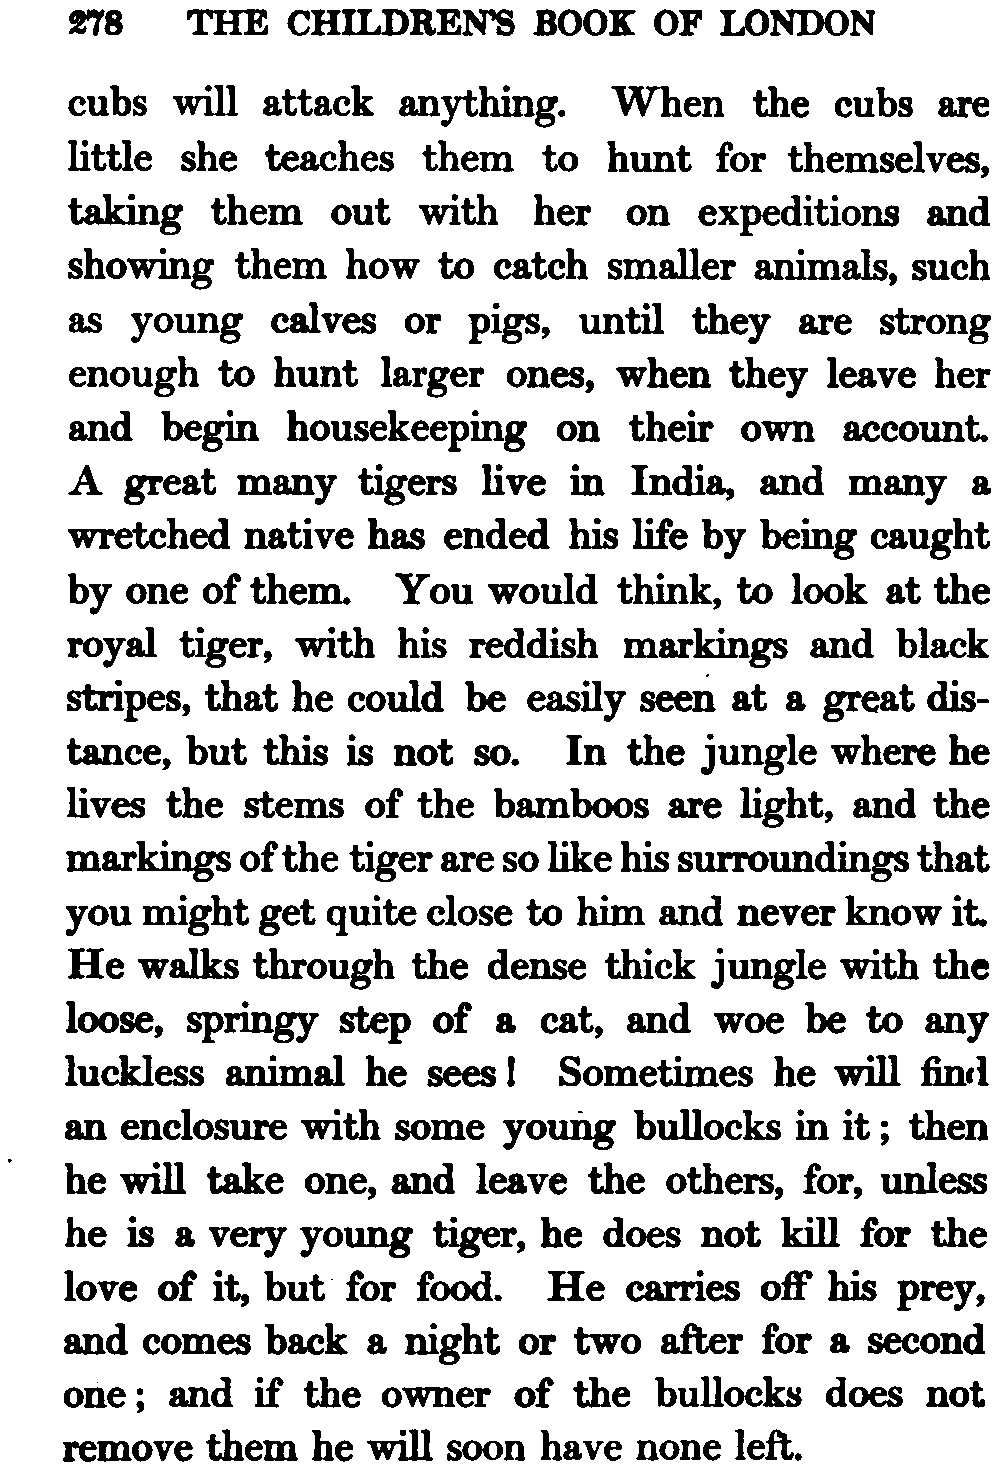 278 THE CHILDREN'S BOOK OF LONDON
cubs will attack anything. When the cubs are
little she teaches them to hunt for themselves,
taking them out with her on expeditions and
showing them how to catch smaller animals, such
as young calves or pigs, until they are strong
enough to hunt larger ones, when they leave her
and begin housekeeping on their own account.
A great many tigers live in India, and many a
wretched native has ended his life by being caught
by one of them. You would think, to look at the
royal tiger, with his reddish markings and black
stripes, that he could be easily seen at a great dis-
tance, but this is not so. In the jungle where he
lives the stems of the bamboos are light, and the
markings of the tiger are so like his surroundings that
you might get quite close to him and never know it.
He walks through the dense thick jungle with the
loose, springy step of a cat, and woe be to any
luckless animal he sees! Sometimes he will find
an enclosure with some young bullocks in it; then
he will take one, and leave the others, for, unless
he is a very young tiger, he does not kill for the
love of it, but for food. He carries off his prey,
and comes back a night or two after for a second
one; and if the owner of the bullocks does not
remove them he will soon have none left.